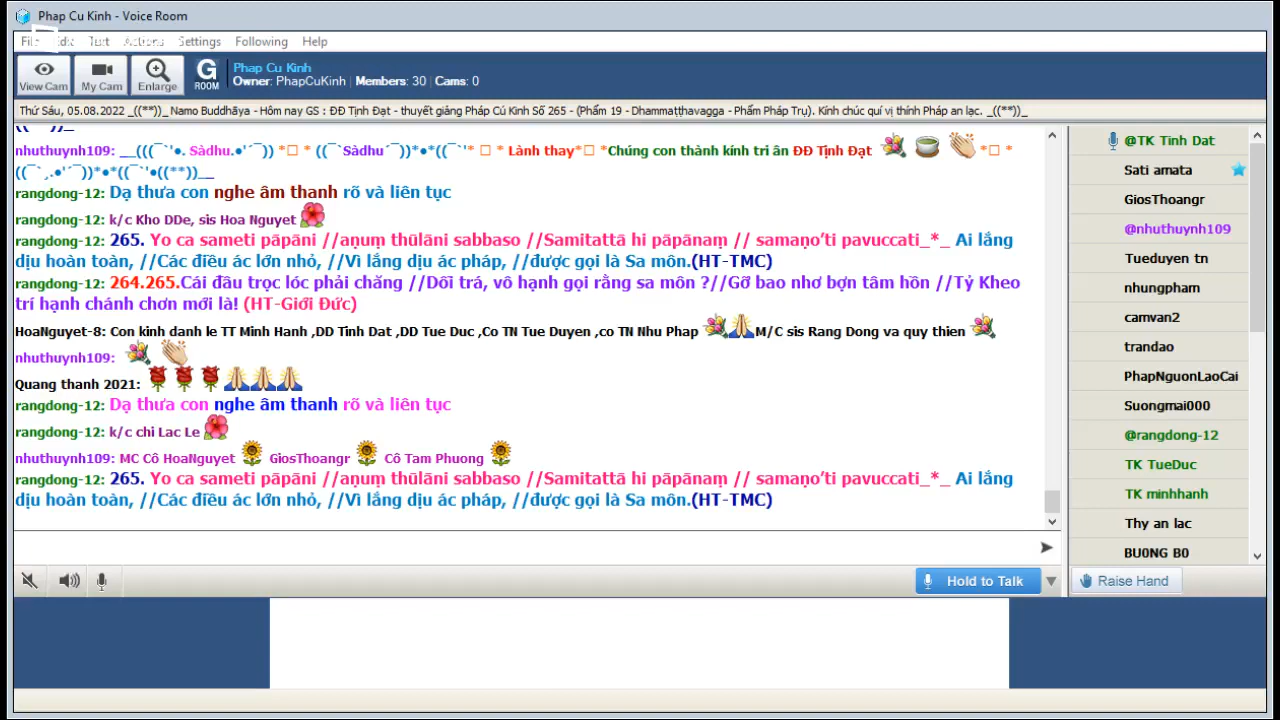 Phap Cu Kinh - Voice Room
Settings Following Help
View Cam My Cam Enlarge G ROOM Phap Cu Kinh
Owner: PhapCuKinh | Members: 30 | Cams: 0
Thứ Sáu, 05.08.2022 _((**))_ Namo Buddhāya - Hôm nay GS : ĐĐ Tịnh Đạt - thuyết giảng Pháp Cú Kinh Số 265 - (Phẩm 19 - Dhammaṭṭhavagga - Phẩm Pháp Trụ). Kính chúc quí vị thính Pháp an lạc. _((**))_
nhuthuynh109: __(((¯`'•. Sàdhu.•'´¯)) *□ * ((¯`Sàdhu´¯))*•*((¯`'* □ * Lành thay*□ *Chúng con thành kính tri ân ĐĐ Tịnh Đạt *□ *
((¯`¸.•'´¯))*•*((¯`'•((**))__
rangdong-12: Dạ thưa con nghe âm thanh rõ và liên tục
rangdong-12: k/c Kho DDe, sis Hoa Nguyet
rangdong-12: 265. Yo ca sameti pāpāni //aṇuṃ thūlāni sabbaso //Samitattā hi pāpānaṃ // samaṇo’ti pavuccati_*_ Ai lắng
dịu hoàn toàn, //Các điều ác lớn nhỏ, //Vì lắng dịu ác pháp, //được gọi là Sa môn.(HT-TMC)
rangdong-12: 264.265.Cái đầu trọc lóc phải chăng //Dối trá, vô hạnh gọi rằng sa môn ?//Gỡ bao nhơ bợn tâm hồn //Tỷ Kheo
trí hạnh chánh chơn mới là! (HT-Giới Đức)
HoaNguyet-8: Con kinh danh le TT Minh Hanh ,DD Tinh Dat ,DD Tue Duc ,Co TN Tue Duyen ,co TN Nhu Phap M/C sis Rang Dong va quy thien
nhuthuynh109:
Quang thanh 2021:
rangdong-12: Dạ thưa con nghe âm thanh rõ và liên tục
rangdong-12: k/c chi Lac Le
nhuthuynh109: MC Cô HoaNguyet GiosThoangr Cô Tam Phuong
rangdong-12: 265. Yo ca sameti pāpāni //aṇuṃ thūlāni sabbaso //Samitattā hi pāpānaṃ // samaṇo’ti pavuccati_*_ Ai lắng
dịu hoàn toàn, //Các điều ác lớn nhỏ, //Vì lắng dịu ác pháp, //được gọi là Sa môn.(HT-TMC)
@TK Tinh Dat
Sati amata
GiosThoangr
@nhuthuynh109
Tueduyen tn
nhungpham
camvan2
trandao
PhapNguonLaoCai
Suongmai000
@rangdong-12
TK TueDuc
TK minhhanh
Thy an lac
BU0NG B0
Hold to Talk
Raise Hand